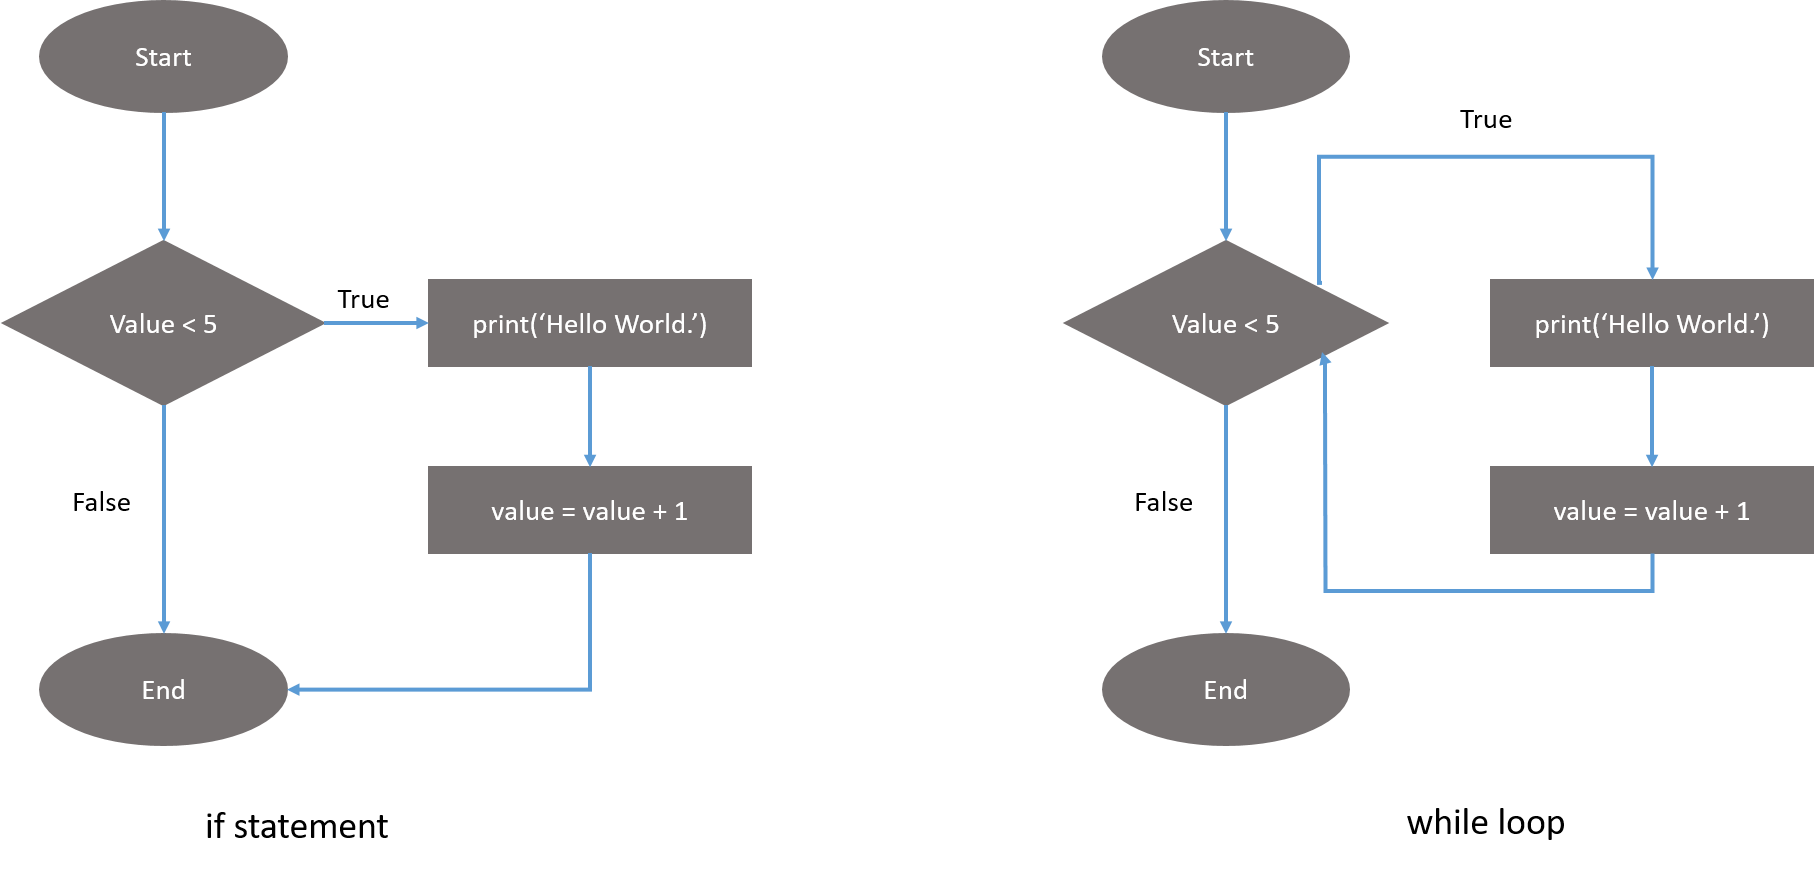 Start
Value < 5
True
print(‘Hello World.’)
value = value + 1
False
End
if statement
Start
True
Value < 5
print(‘Hello World.’)
value = value + 1
False
End
while loop